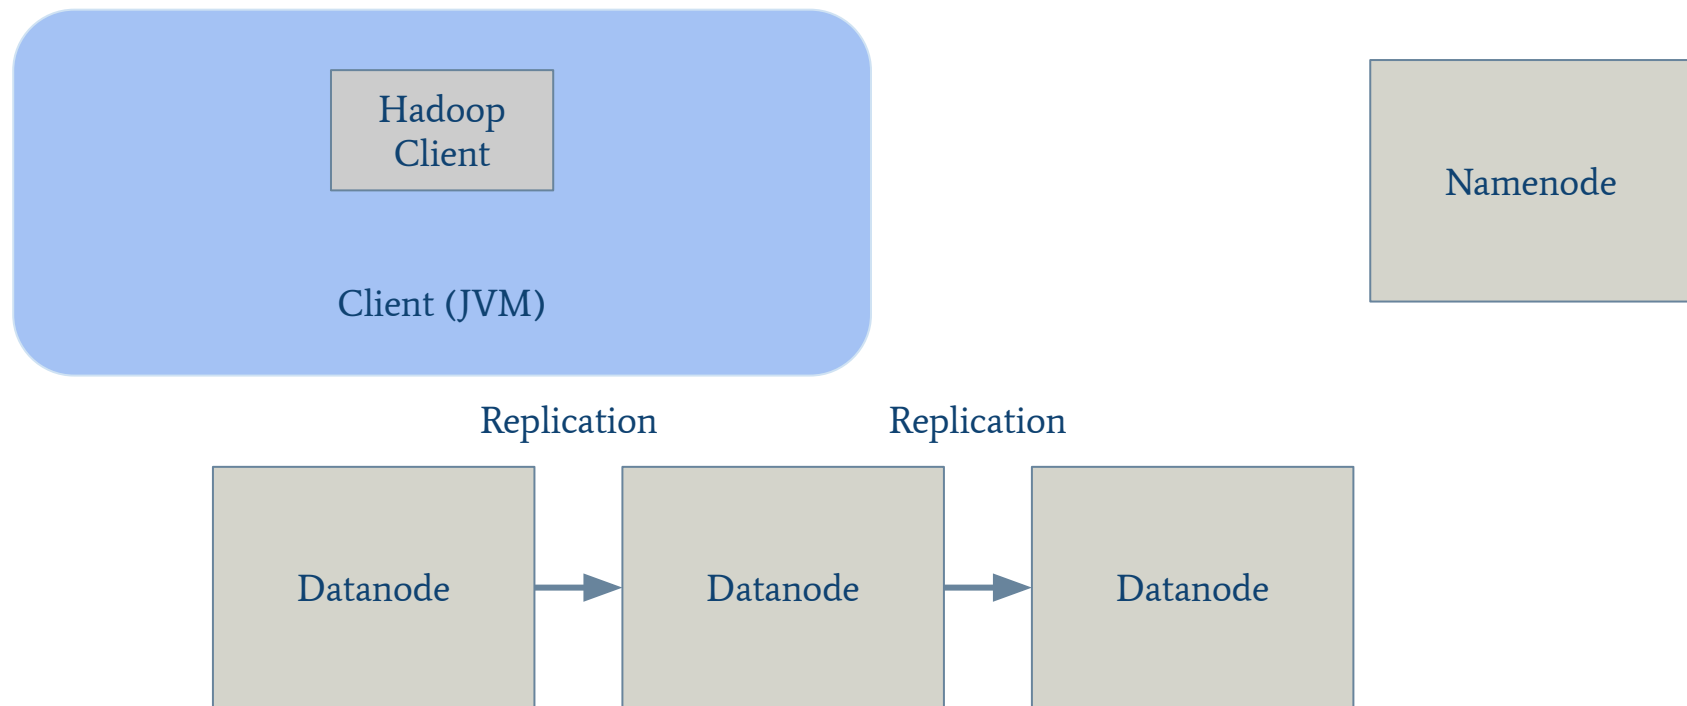 Hadoop
Client
Namenode
Client (JVM)
Replication
Replication
Datanode
Datanode
Datanode